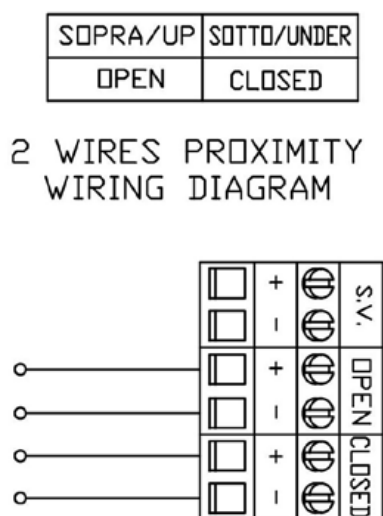 SOPRA/UP SOTTO/UNDER
OPEN CLOSED
2 WIRES PROXIMITY
WIRING DIAGRAM
+
-
S.V.
+
-
OPEN
+
-
CLOSED